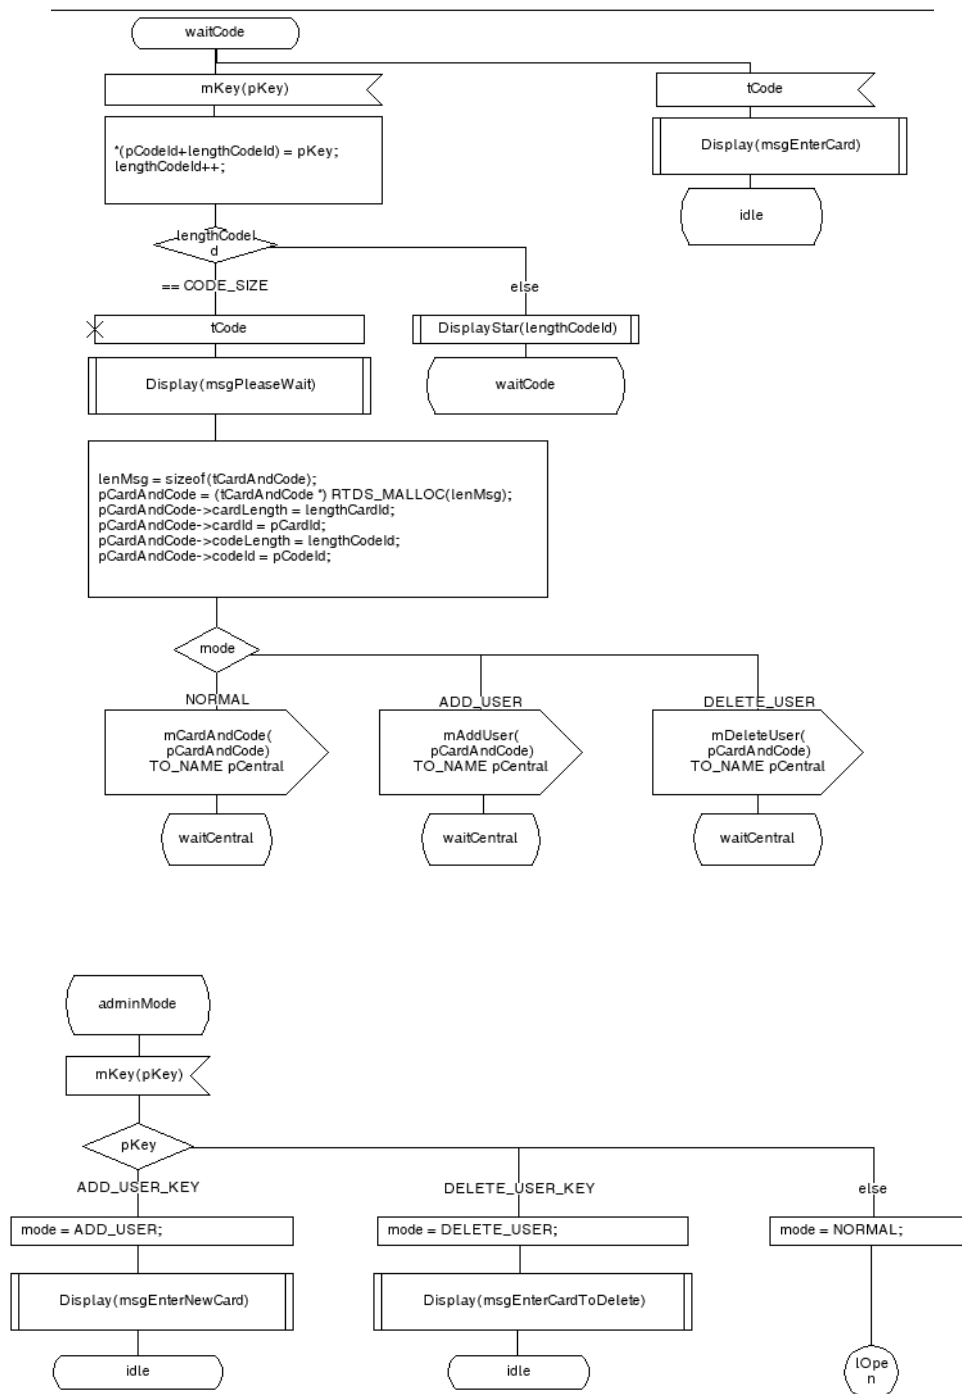 waitCode
mKey(pKey)
tCode
*(pCodeId+lengthCodeId) = pKey;
lengthCodeId++;
Display(msgEnterCard)
idle
lengthCodeI
d
== CODE_SIZE
else
tCode
DisplayStar(lengthCodeId)
Display(msgPleaseWait)
waitCode
lenMsg = sizeof(tCardAndCode);
pCardAndCode = (tCardAndCode *) RTDS_MALLOC(lenMsg);
pCardAndCode->cardLength = lengthCardId;
pCardAndCode->cardId = pCardId;
pCardAndCode->codeLength = lengthCodeId;
pCardAndCode->codeId = pCodeId;
mode
NORMAL
ADD_USER
DELETE_USER
mCardAndCode(
pCardAndCode)
TO_NAME pCentral
mAddUser(
pCardAndCode)
TO_NAME pCentral
mDeleteUser(
pCardAndCode)
TO_NAME pCentral
waitCentral
waitCentral
waitCentral
adminMode
mKey(pKey)
pKey
ADD_USER_KEY
DELETE_USER_KEY
else
mode = ADD_USER;
mode = DELETE_USER;
mode = NORMAL;
Display(msgEnterNewCard)
Display(msgEnterCardToDelete)
idle
idle
lOpe
n